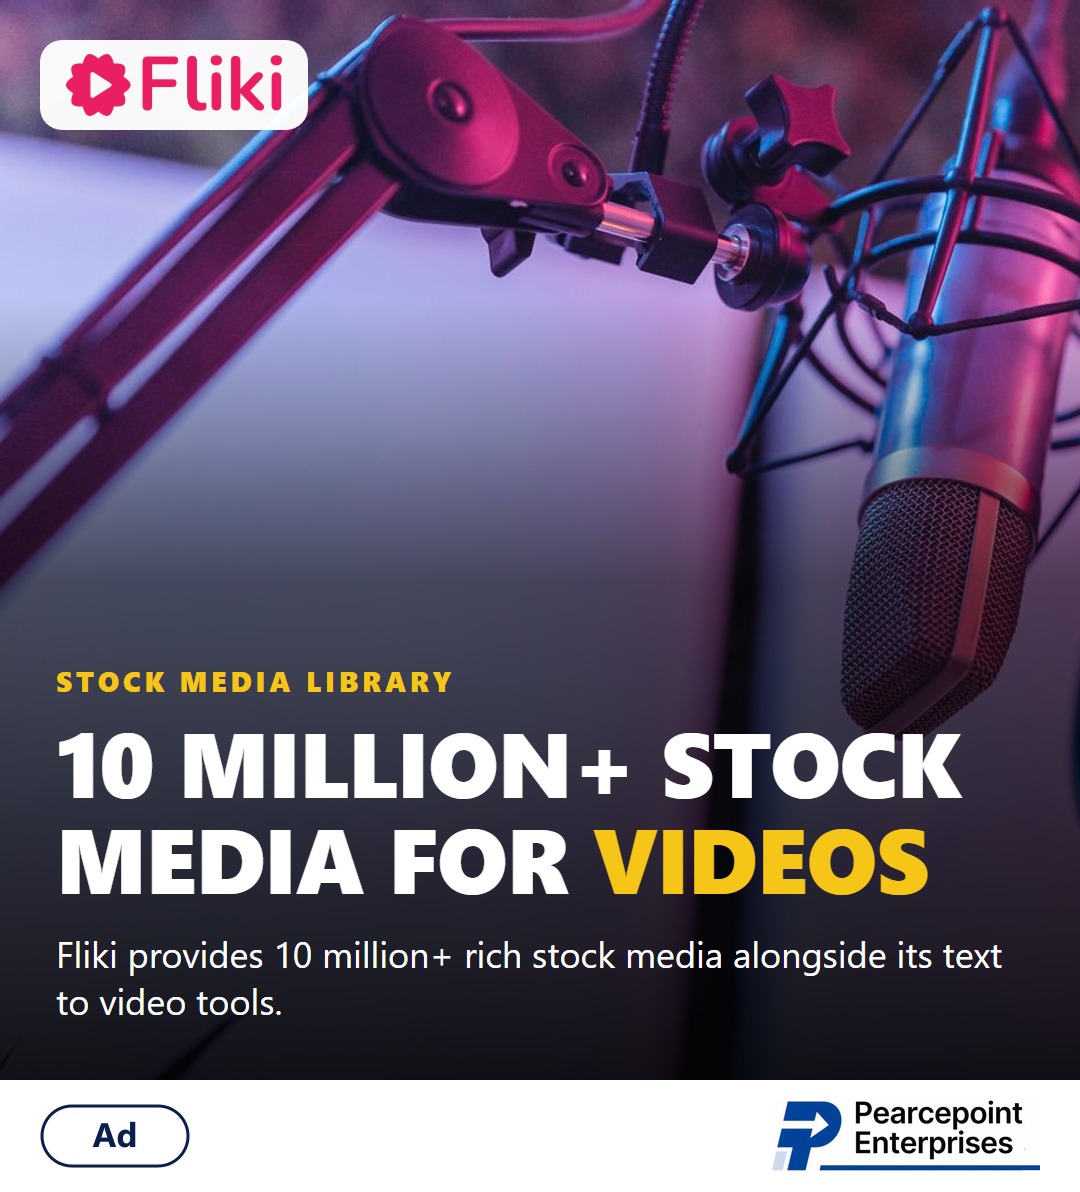 Fliki
STOCK MEDIA LIBRARY
10 MILLION+ STOCK
MEDIA FOR VIDEOS
Fliki provides 10 million+ rich stock media alongside its text
to video tools.
Ad
Pearcepoint
Enterprises